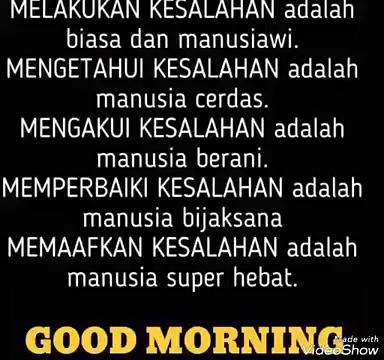 MELAKUKAN KESALAHAN adalah
biasa dan manusiawi.
MENGETAHUI KESALAHAN adalah
manusia cerdas.
MENGAKUI KESALAHAN adalah
manusia berani.
MEMPERBAIKI KESALAHAN adalah
manusia bijaksana
MEMAAFKAN KESALAHAN adalah
manusia super hebat.
GOOD MORNING
Made with
VideoShow